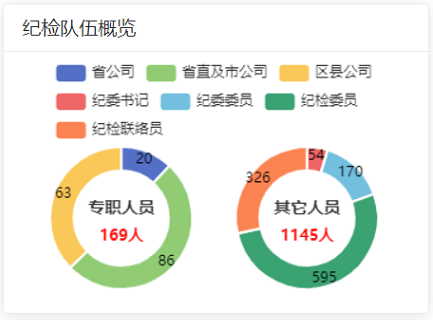 纪检队伍概览
省公司 省直及市公司 区县公司
纪委书记 纪委委员 纪检委员
纪检联络员
20
63
86
专职人员
169人
54
170
326
595
其它人员
1145人